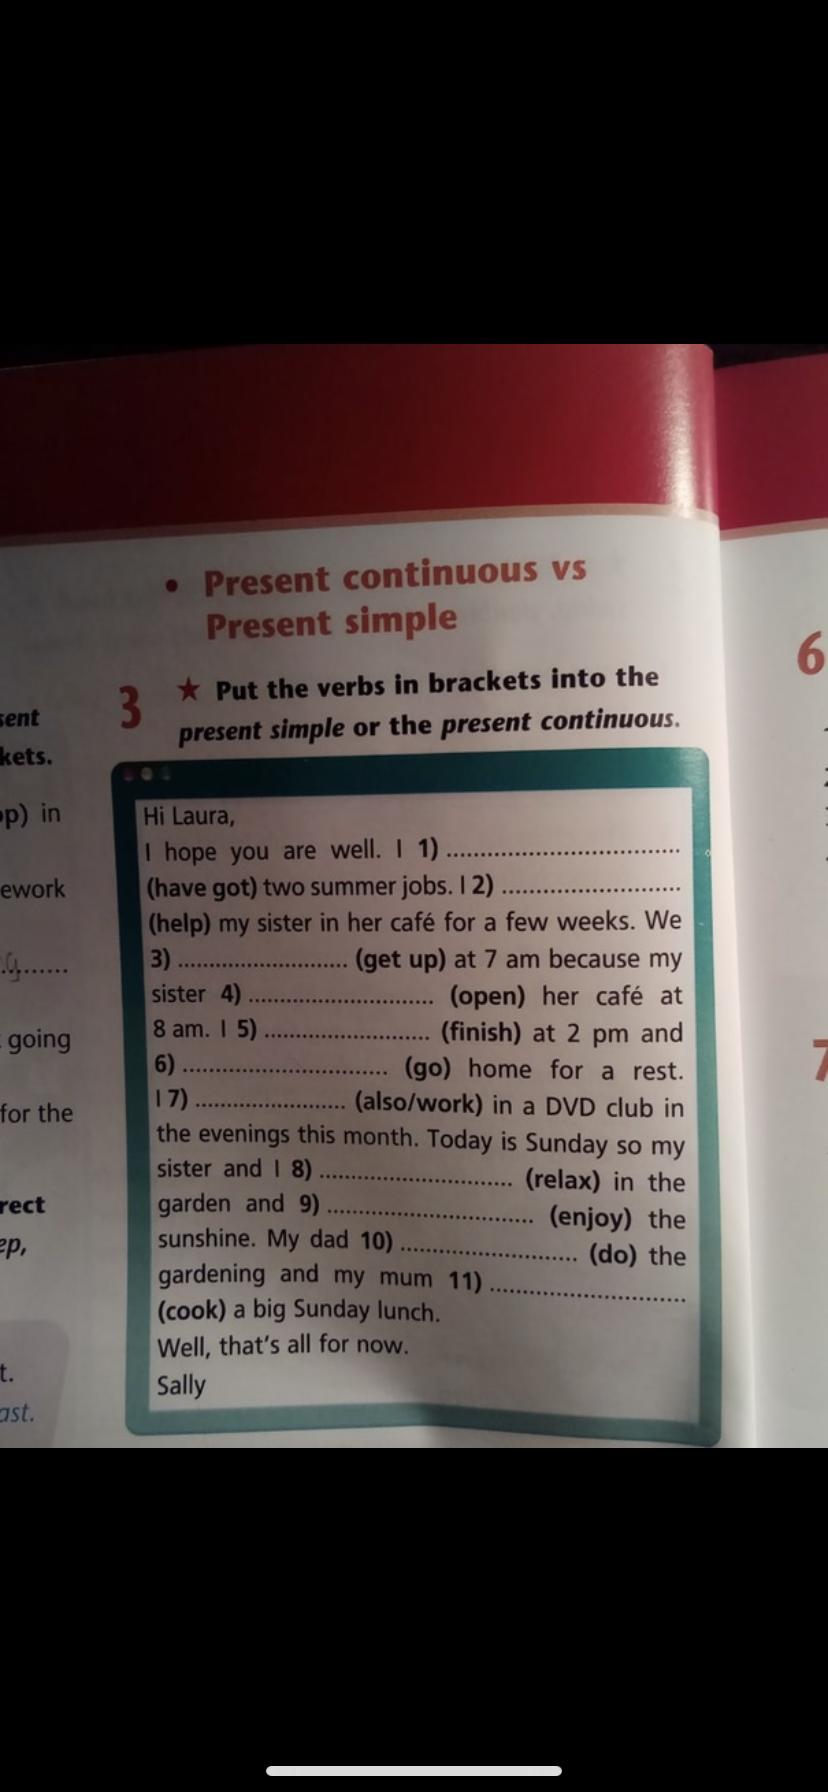 • Present continuous vs
Present simple
3 ★ Put the verbs in brackets into the
present simple or the present continuous.
Hi Laura,
I hope you are well. I 1) ..............................
(have got) two summer jobs. I 2) ..............................
(help) my sister in her café for a few weeks. We
3) .............................. (get up) at 7 am because my
sister 4) .............................. (open) her café at
8 am. I 5) .............................. (finish) at 2 pm and
6) .............................. (go) home for a rest.
I 7) .............................. (also/work) in a DVD club in
the evenings this month. Today is Sunday so my
sister and I 8) .............................. (relax) in the
garden and 9) .............................. (enjoy) the
sunshine. My dad 10) .............................. (do) the
gardening and my mum 11) ..............................
(cook) a big Sunday lunch.
Well, that's all for now.
Sally
kets.
) in
going
for the
rect
t.
6
7